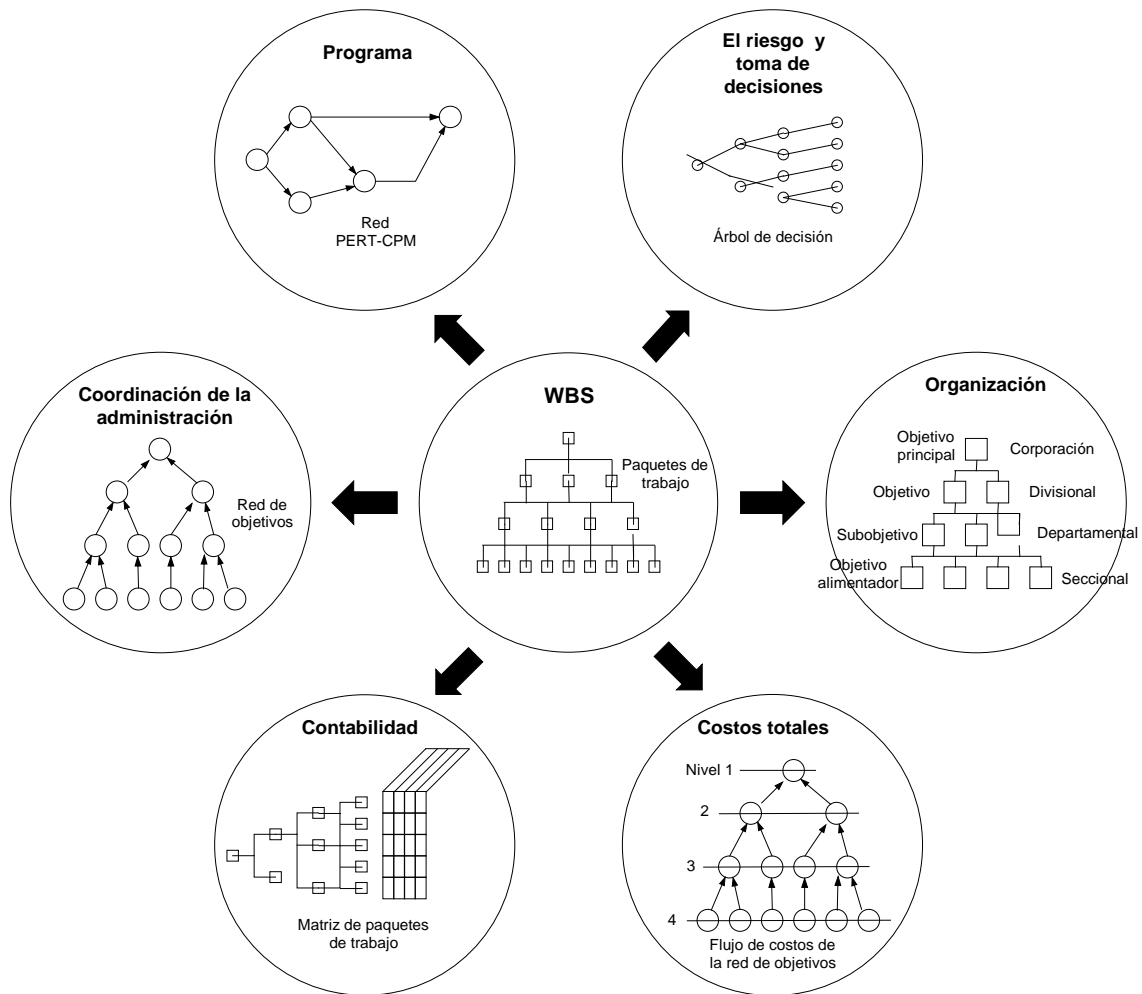 Programa
Red
PERT-CPM
El riesgo y
toma de
decisiones
Árbol de decisión
Coordinación de la
administración
Red de
objetivos
WBS
Paquetes de
trabajo
Organización
Objetivo
principal
Corporación
Objetivo
Divisional
Subobjetivo
Departamental
Objetivo
alimentador
Seccional
Contabilidad
Matriz de paquetes
de trabajo
Costos totales
Nivel 1
2
3
4
Flujo de costos de
la red de objetivos